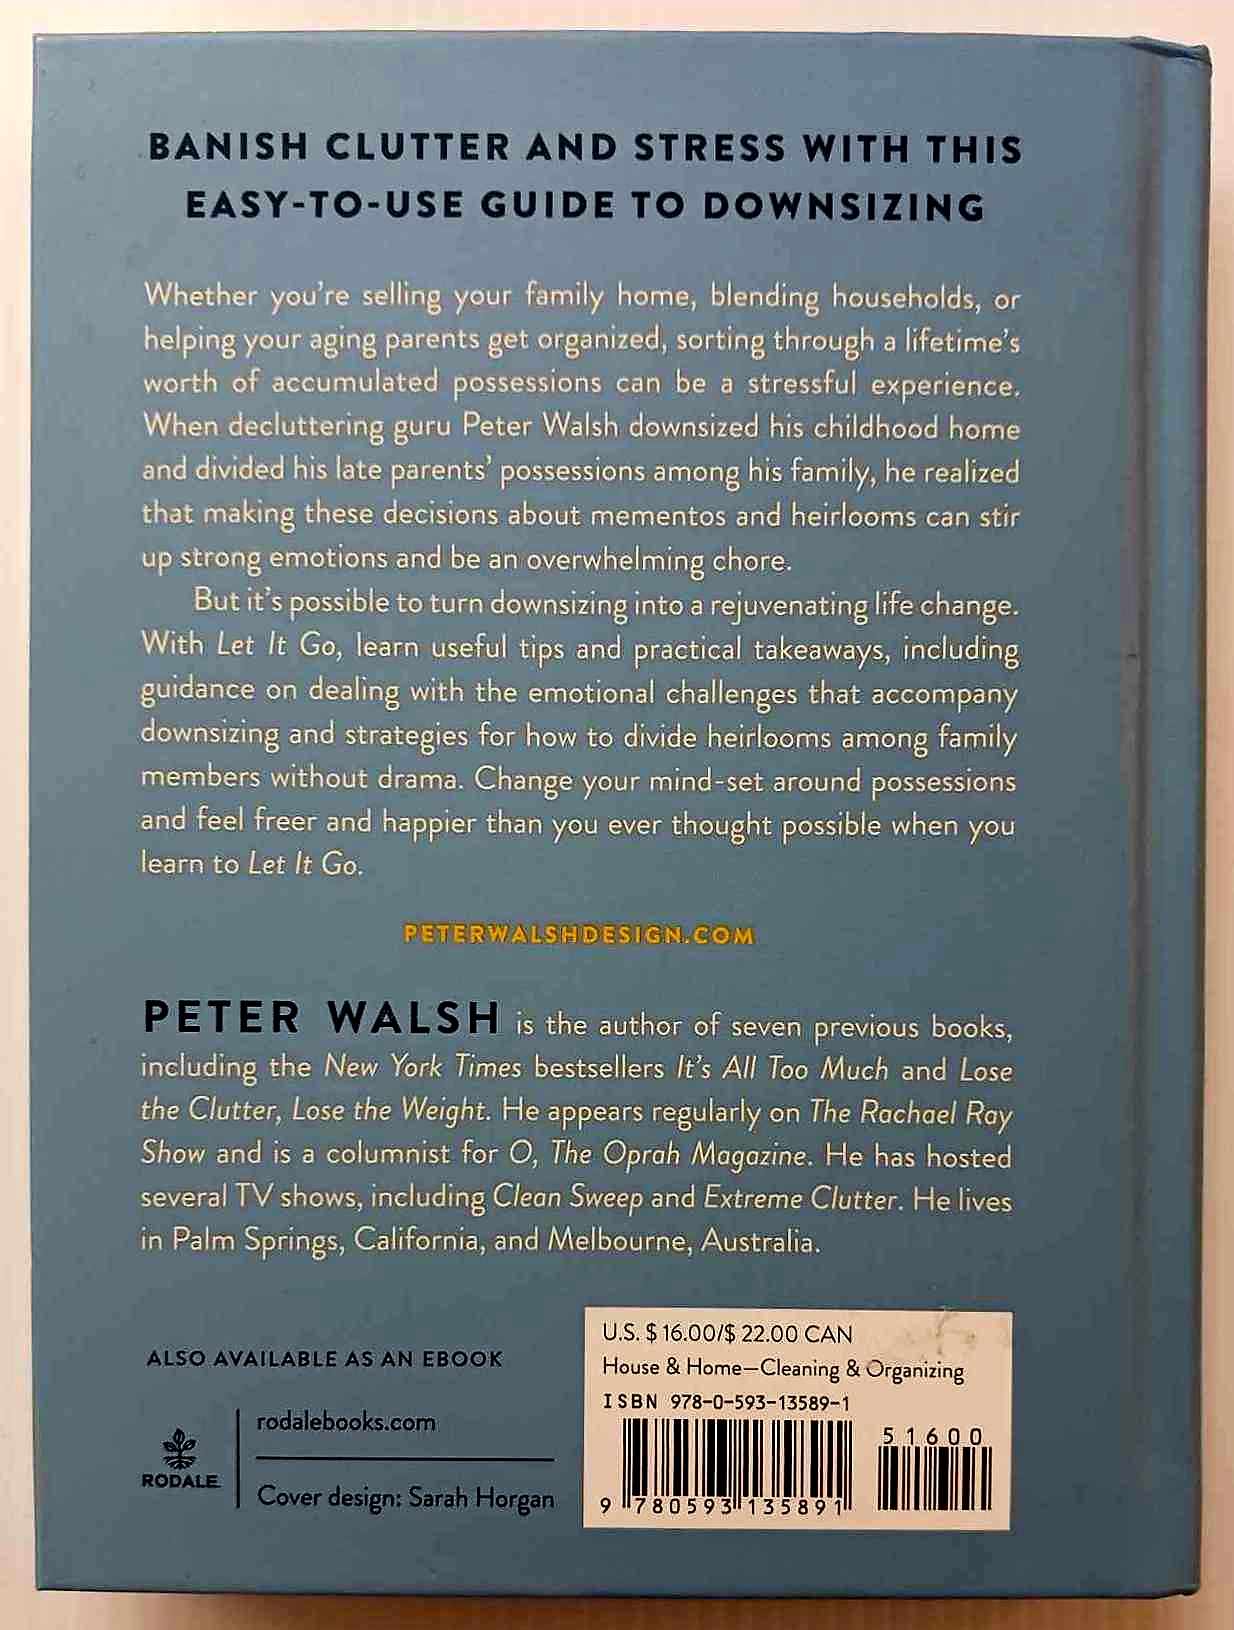 BANISH CLUTTER AND STRESS WITH THIS
EASY-TO-USE GUIDE TO DOWNSIZING
Whether you're selling your family home, blending households, or
helping your aging parents get organized, sorting through a lifetime's
worth of accumulated possessions can be a stressful experience.
When decluttering guru Peter Walsh downsized his childhood home
and divided his late parents' possessions among his family, he realized
that making these decisions about mementos and heirlooms can stir
up strong emotions and be an overwhelming chore.
But it's possible to turn downsizing into a rejuvenating life change.
With Let It Go, learn useful tips and practical takeaways, including
guidance on dealing with the emotional challenges that accompany
downsizing and strategies for how to divide heirlooms among family
members without drama. Change your mind-set around possessions
and feel freer and happier than you ever thought possible when you
learn to Let It Go.
PETERWALSHDESIGN.COM
PETER WALSH is the author of seven previous books,
including the New York Times bestsellers It's All Too Much and Lose
the Clutter, Lose the Weight. He appears regularly on The Rachael Ray
Show and is a columnist for O, The Oprah Magazine. He has hosted
several TV shows, including Clean Sweep and Extreme Clutter. He lives
in Palm Springs, California, and Melbourne, Australia.
ALSO AVAILABLE AS AN EBOOK
RODALE
rodalebooks.com
Cover design: Sarah Horgan
U.S. $16.00/$ 22.00 CAN
House & Home—Cleaning & Organizing
ISBN 978-0-593-13589-1
51600
9 780593 135891